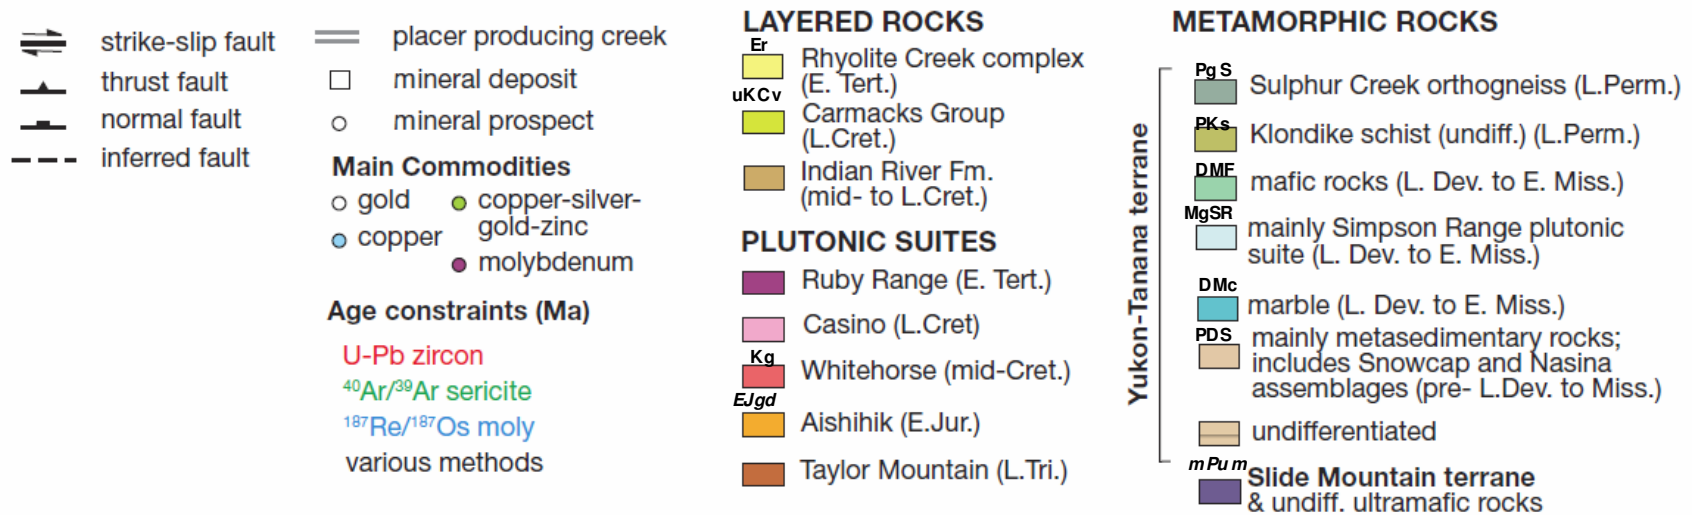 strike-slip fault
thrust fault
normal fault
inferred fault
placer producing creek
mineral deposit
mineral prospect
Main Commodities
gold
copper
copper-silver-
gold-zinc
molybdenum
Age constraints (Ma)
U-Pb zircon
⁴⁰Ar/³⁹Ar sericite
¹⁸⁷Re/¹⁸⁷Os moly
various methods
LAYERED ROCKS
Er
Rhyolite Creek complex
(E. Tert.)
uKCv
Carmacks Group
(L.Cret.)
Indian River Fm.
(mid- to L.Cret.)
PLUTONIC SUITES
Ruby Range (E. Tert.)
Casino (L.Cret)
Kg
Whitehorse (mid-Cret.)
EJgd
Aishihik (E.Jur.)
Taylor Mountain (L.Tri.)
METAMORPHIC ROCKS
Yukon-Tanana terrane
PgS
Sulphur Creek orthogneiss (L.Perm.)
PKs
Klondike schist (undiff.) (L.Perm.)
DMF
mafic rocks (L. Dev. to E. Miss.)
MgSR
mainly Simpson Range plutonic
suite (L. Dev. to E. Miss.)
DMc
marble (L. Dev. to E. Miss.)
PDS
mainly metasedimentary rocks;
includes Snowcap and Nasina
assemblages (pre- L.Dev. to Miss.)
undifferentiated
mPum
Slide Mountain terrane
& undiff. ultramafic rocks